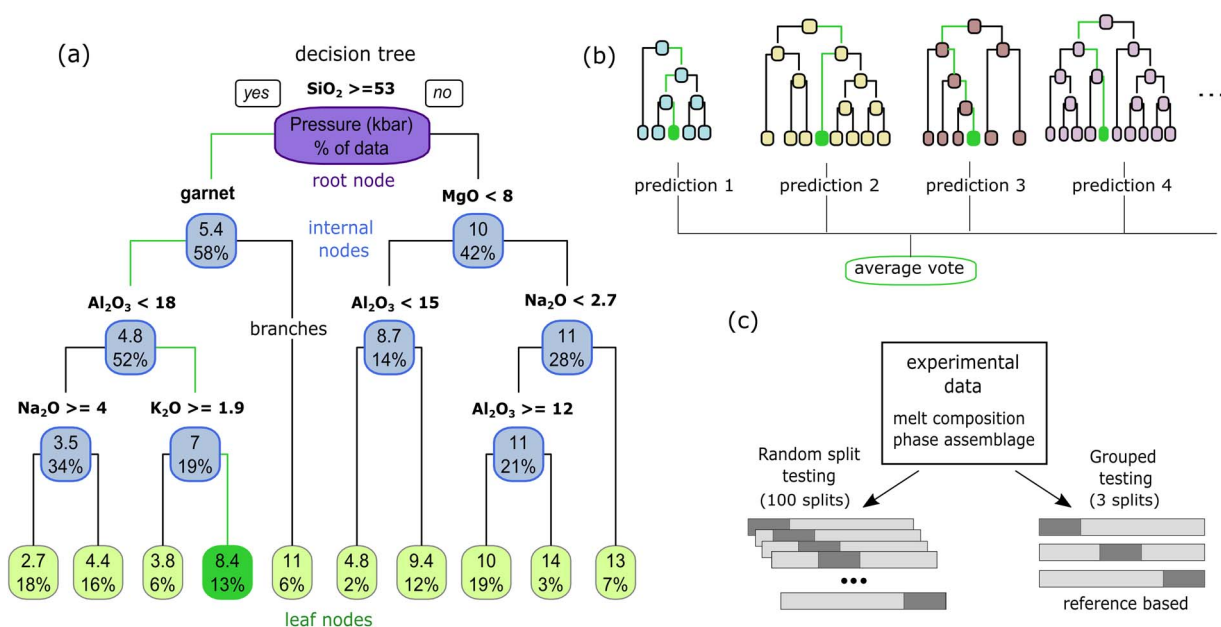 (a)
decision tree
SiO₂ >=53
yes
no
Pressure (kbar)
% of data
root node
garnet
MgO < 8
5.4
58%
internal
nodes
10
42%
Al₂O₃ < 18
branches
Al₂O₃ < 15
Na₂O < 2.7
4.8
52%
8.7
14%
11
28%
Na₂O >= 4
K₂O >= 1.9
Al₂O₃ >= 12
3.5
34%
7
19%
11
21%
2.7
18%
4.4
16%
3.8
6%
8.4
13%
11
6%
4.8
2%
9.4
12%
10
19%
14
3%
13
7%
leaf nodes
(b)
...
prediction 1
prediction 2
prediction 3
prediction 4
average vote
(c)
experimental
data
melt composition
phase assemblage
Random split
testing
(100 splits)
Grouped
testing
(3 splits)
...
reference based